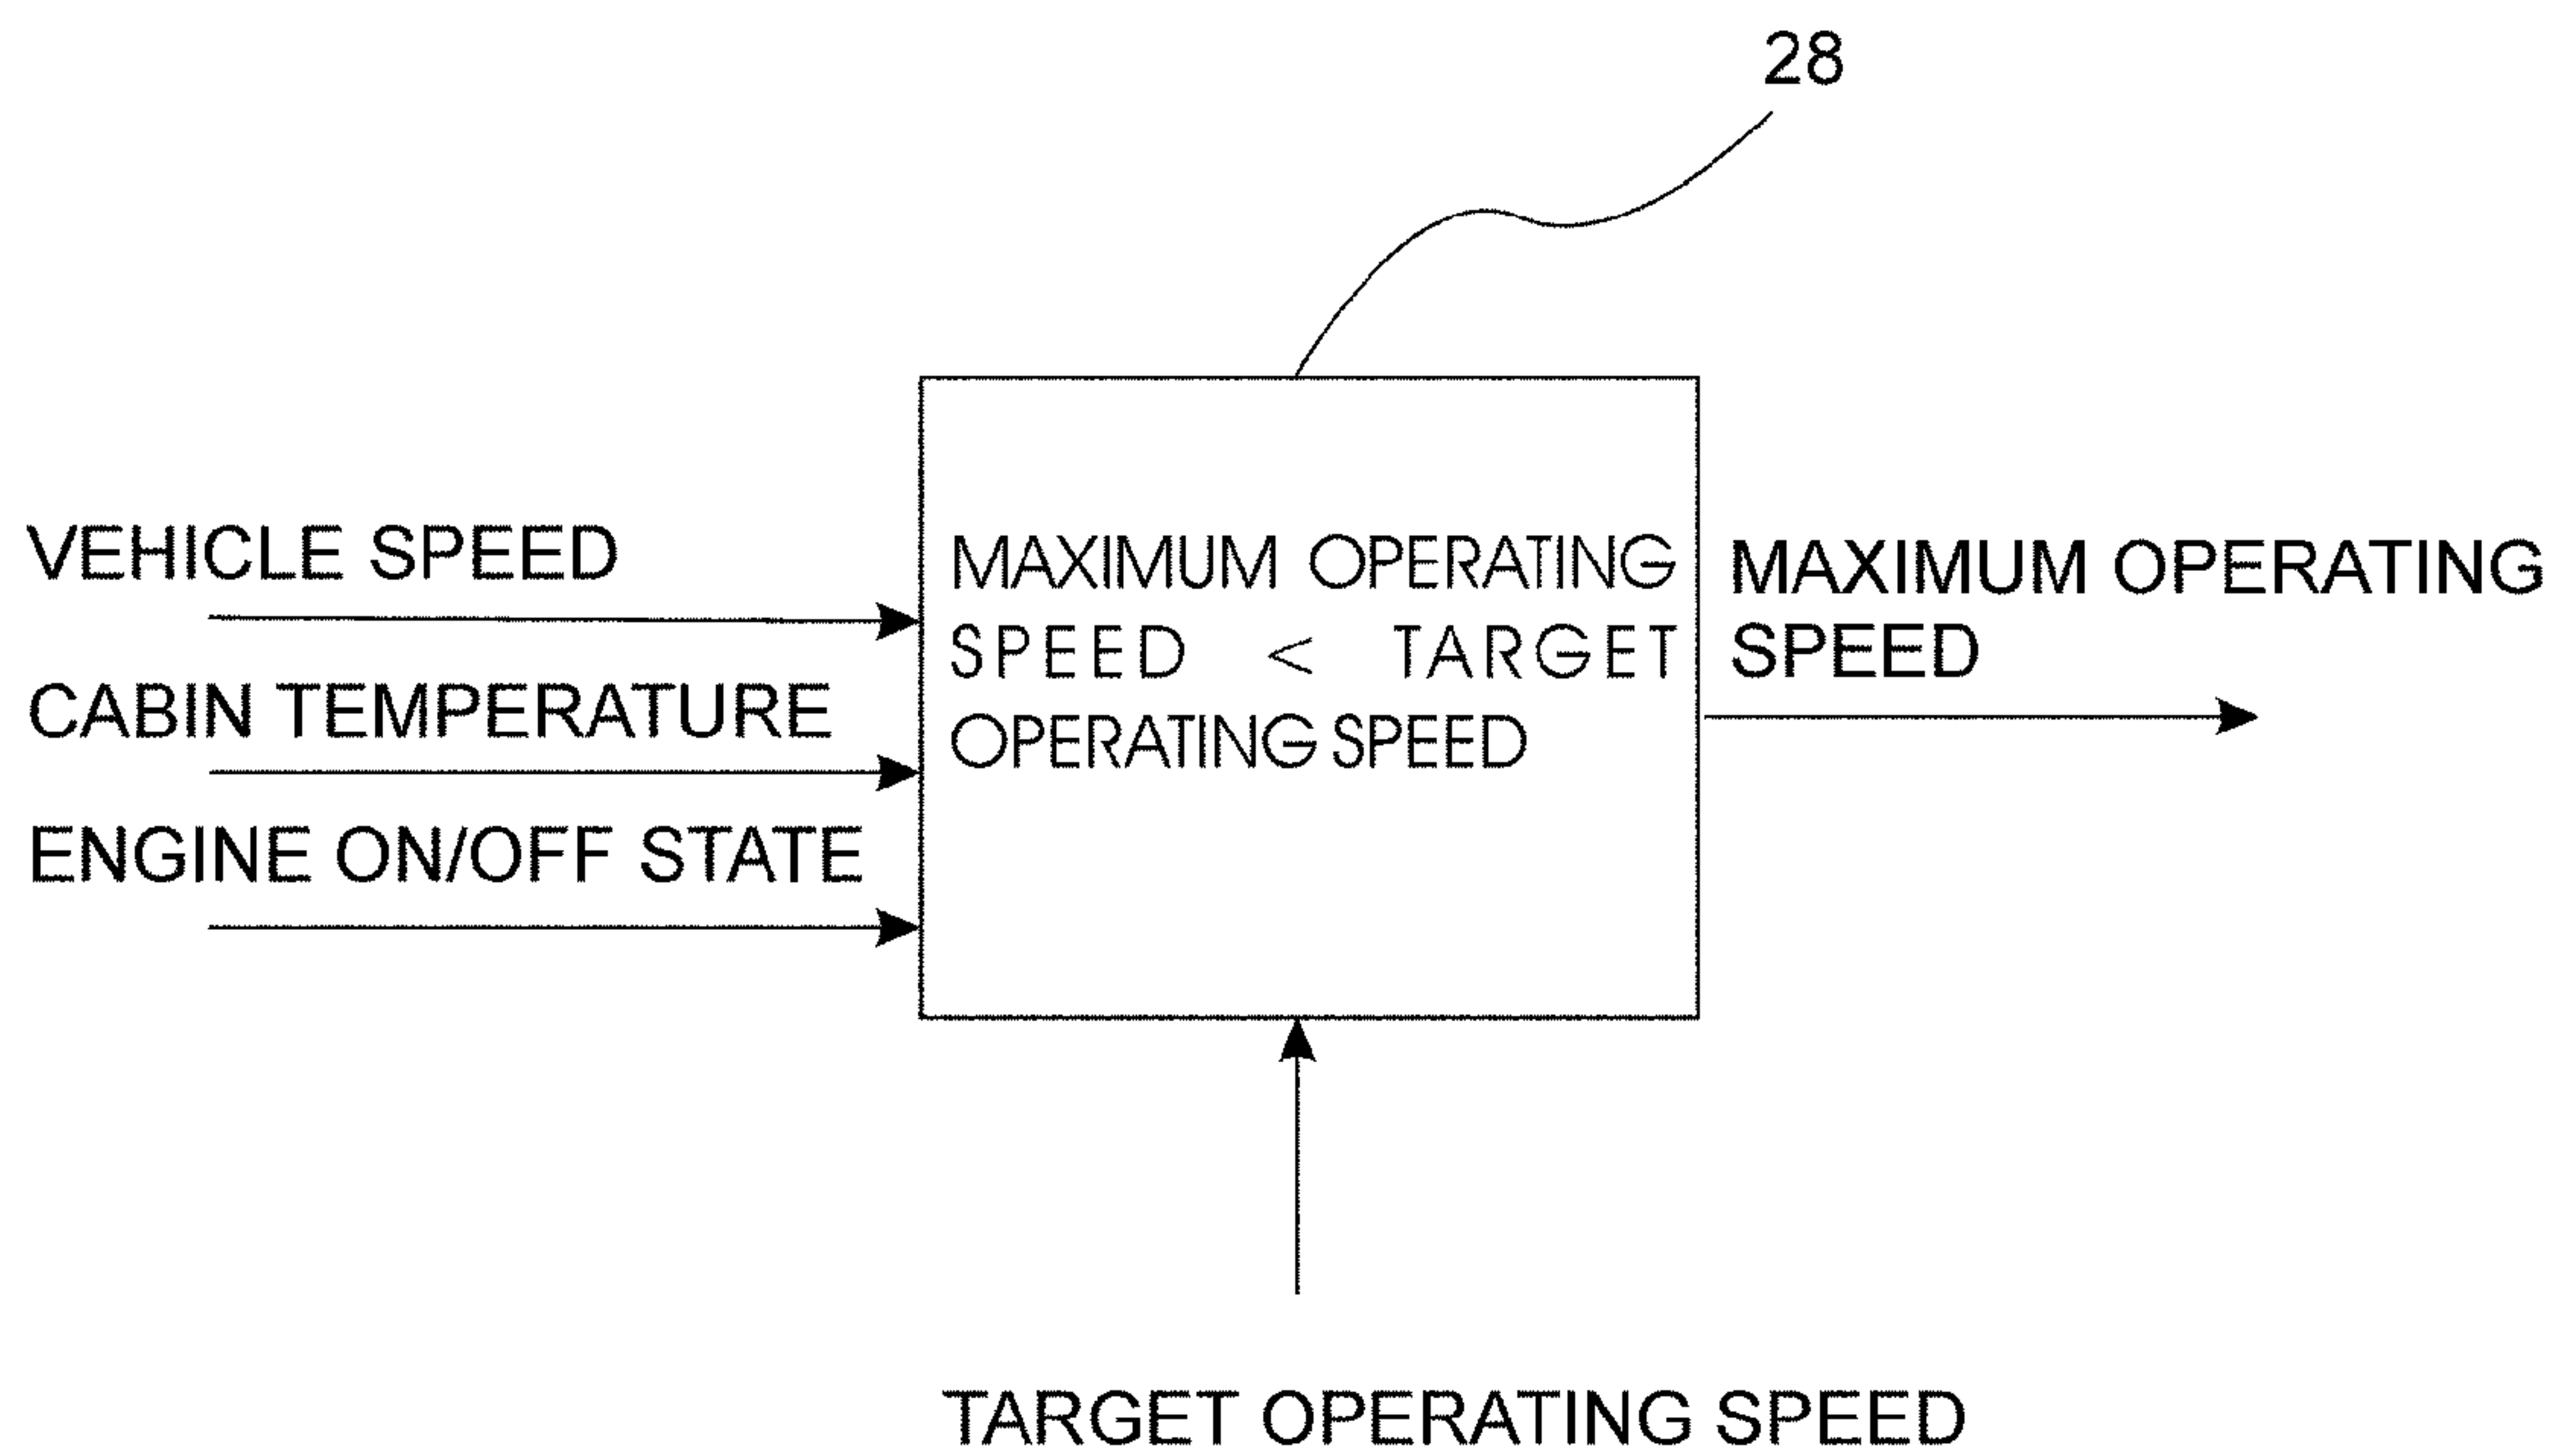 28
VEHICLE SPEED
CABIN TEMPERATURE
ENGINE ON/OFF STATE
MAXIMUM OPERATING
SPEED < TARGET
OPERATING SPEED
MAXIMUM OPERATING
SPEED
TARGET OPERATING SPEED